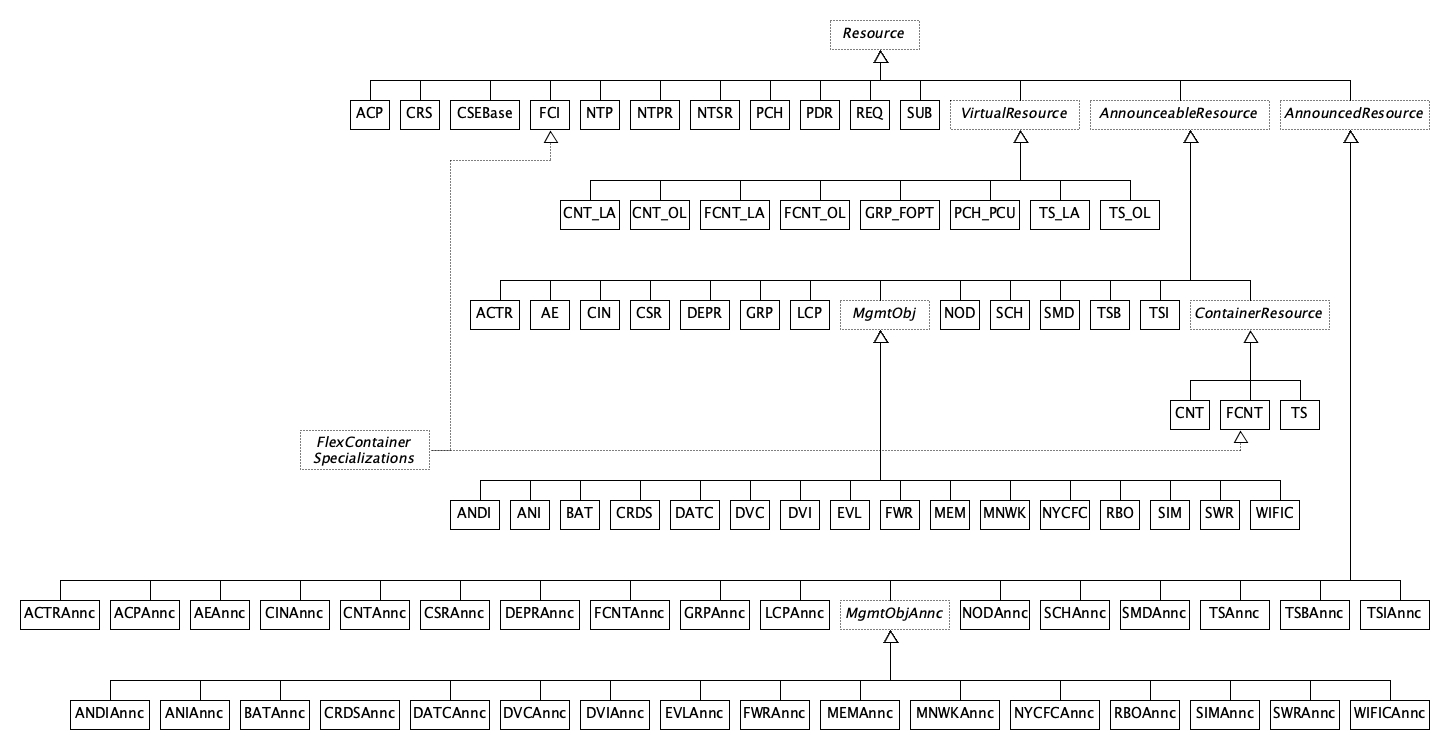 Resource
ACP CRS CSEBase FCI NTP NTPR NTSR PCH PDR REQ SUB VirtualResource AnnounceableResource AnnouncedResource
CNT_LA CNT_OL FCNT_LA FCNT_OL GRP_FOPT PCH_PCU TS_LA TS_OL
ACTR AE CIN CSR DEPR GRP LCP MgmtObj NOD SCH SMD TSB TSI ContainerResource
CNT FCNT TS
FlexContainer
Specializations
ANDI ANI BAT CRDS DATC DVC DVI EVL FWR MEM MNWK NYCFC RBO SIM SWR WIFIC
ACTRAnnc ACPAnnc AEAnnc CINAnnc CNTAnnc CSRAnnc DEPRAnnc FCNTAnnc GRPAnnc LCPAnnc MgmtObjAnnc NODAnnc SCHAnnc SMDAnnc TSAnnc TSBAnnc TSIAnnc
ANDIAnnc ANIAnnc BATAnnc CRDSAnnc DATCAnnc DVCAnnc DVIAnnc EVLAnnc FWRAnnc MEMAnnc MNWKAnnc NYCFCAnnc RBOAnnc SIMAnnc SWRAnnc WIFICAnnc